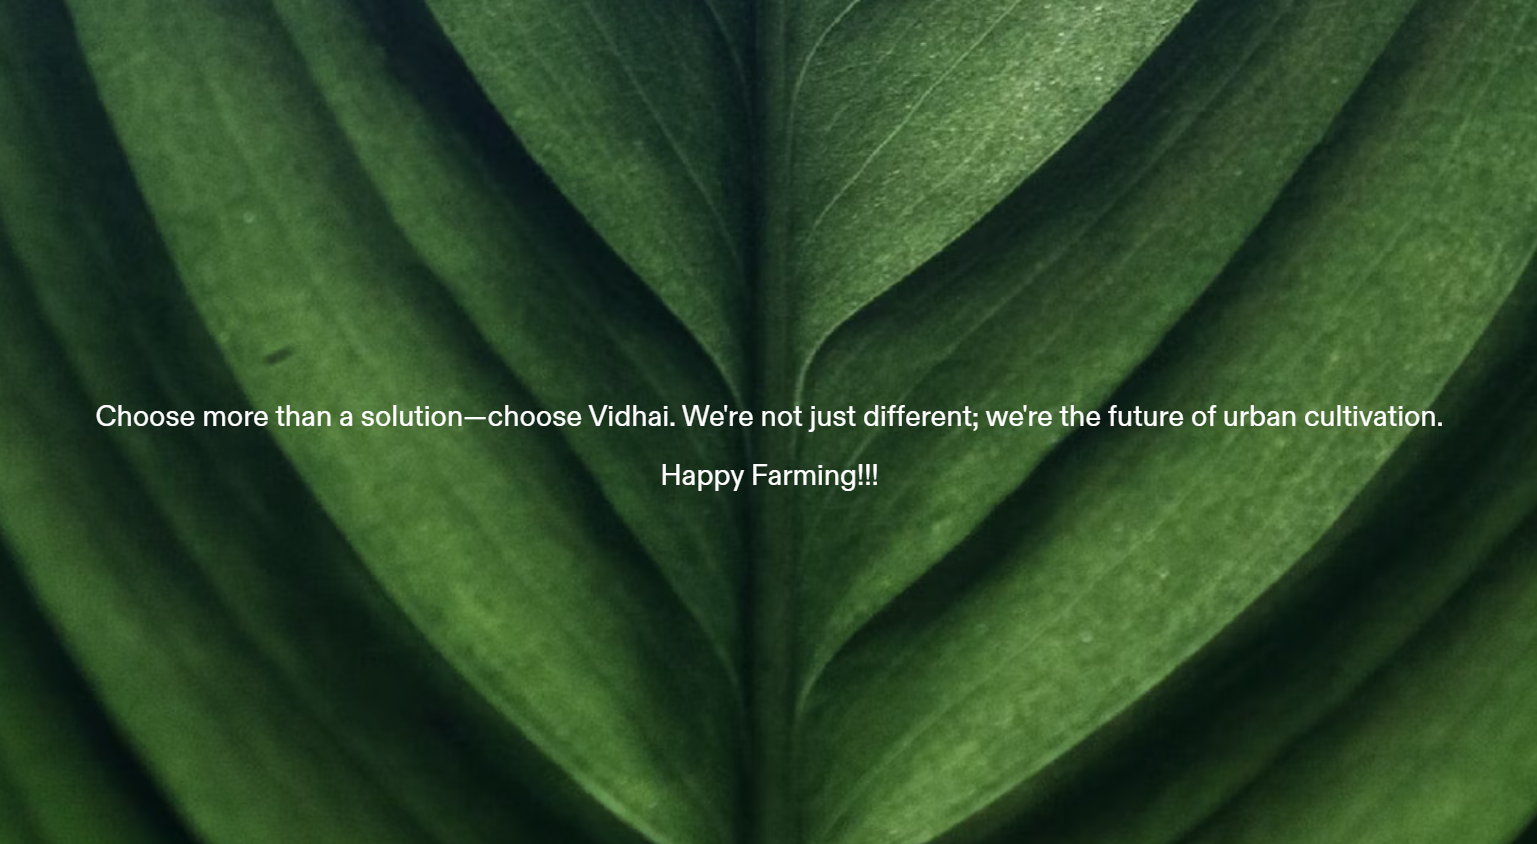 Choose more than a solution—choose Vidhai. We're not just different; we're the future of urban cultivation.
Happy Farming!!!